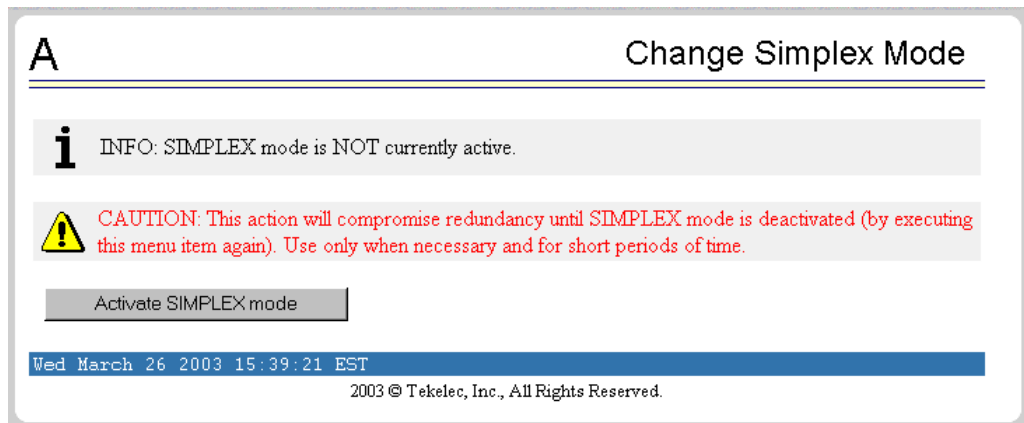 A
Change Simplex Mode
INFO: SIMPLEX mode is NOT currently active.
CAUTION: This action will compromise redundancy until SIMPLEX mode is deactivated (by executing
this menu item again). Use only when necessary and for short periods of time.
Activate SIMPLEX mode
Wed March 26 2003 15:39:21 EST
2003 © Tekelec, Inc., All Rights Reserved.